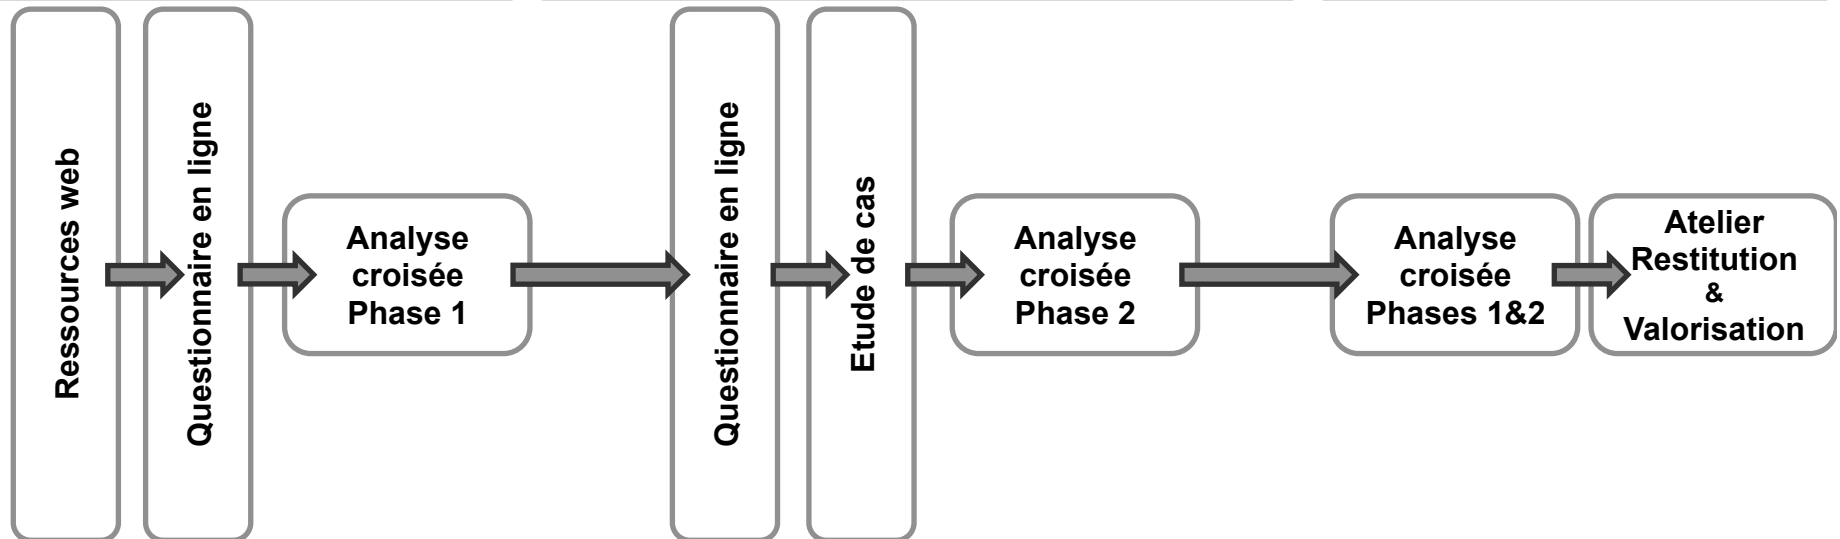 Ressources web
Questionnaire en ligne
Analyse
croisée
Phase 1
Questionnaire en ligne
Etude de cas
Analyse
croisée
Phase 2
Analyse
croisée
Phases 1&2
Atelier
Restitution
&
Valorisation